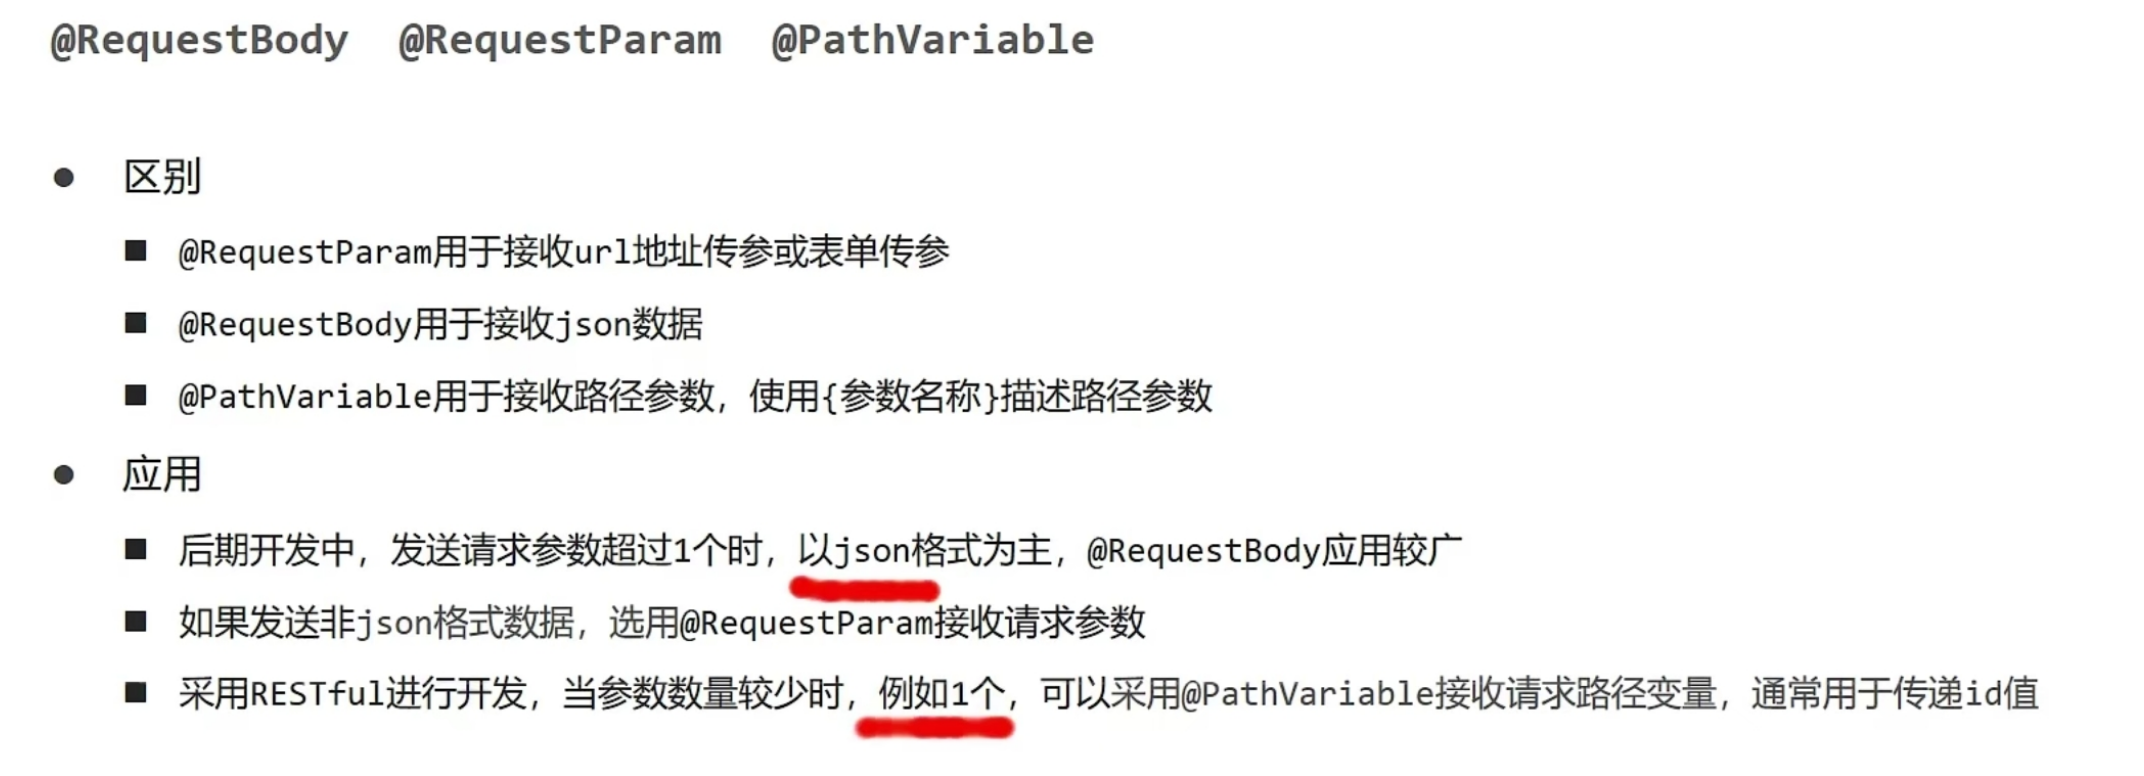 @RequestBody @RequestParam @PathVariable
● 区别
■ @RequestParam用于接收url地址传参或表单传参
■ @RequestBody用于接收json数据
■ @PathVariable用于接收路径参数，使用{参数名称}描述路径参数
● 应用
■ 后期开发中，发送请求参数超过1个时，以json格式为主，@RequestBody应用较广
■ 如果发送非json格式数据，选用@RequestParam接收请求参数
■ 采用RESTful进行开发，当参数数量较少时，例如1个，可以采用@PathVariable接收请求路径变量，通常用于传递id值